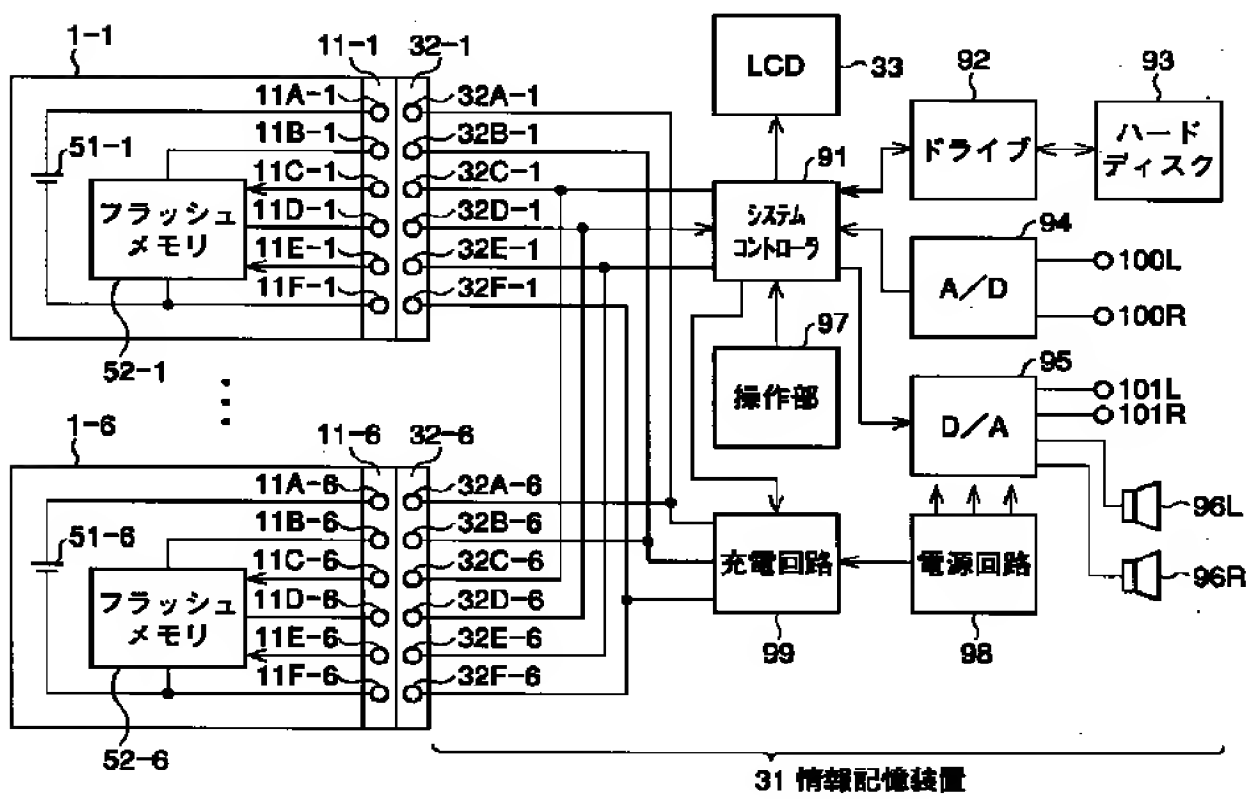 1-1
11-1
32-1
11A-1
32A-1
11B-1
32B-1
51-1
11C-1
32C-1
フラッシュ
メモリ
11D-1
32D-1
11E-1
32E-1
11F-1
32F-1
52-1
LCD
33
92
93
ドライブ
ハード
ディスク
91
システム
コントローラ
94
A/D
100L
100R
97
操作部
95
D/A
101L
101R
96L
96R
1-6
11-6
32-6
11A-6
32A-6
11B-6
32B-6
51-6
11C-6
32C-6
フラッシュ
メモリ
11D-6
32D-6
11E-6
32E-6
11F-6
32F-6
52-6
充電回路
99
電源回路
98
31 情報記憶装置